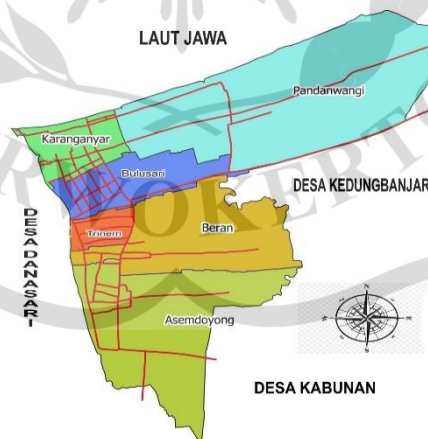 LAUT JAWA
Pandanwangi
Karanganyar
Bulusari
DESA KEDUNGBANJAR
Trinem
Beran
DESA DANASARI
Asemdoyong
DESA KABUNAN